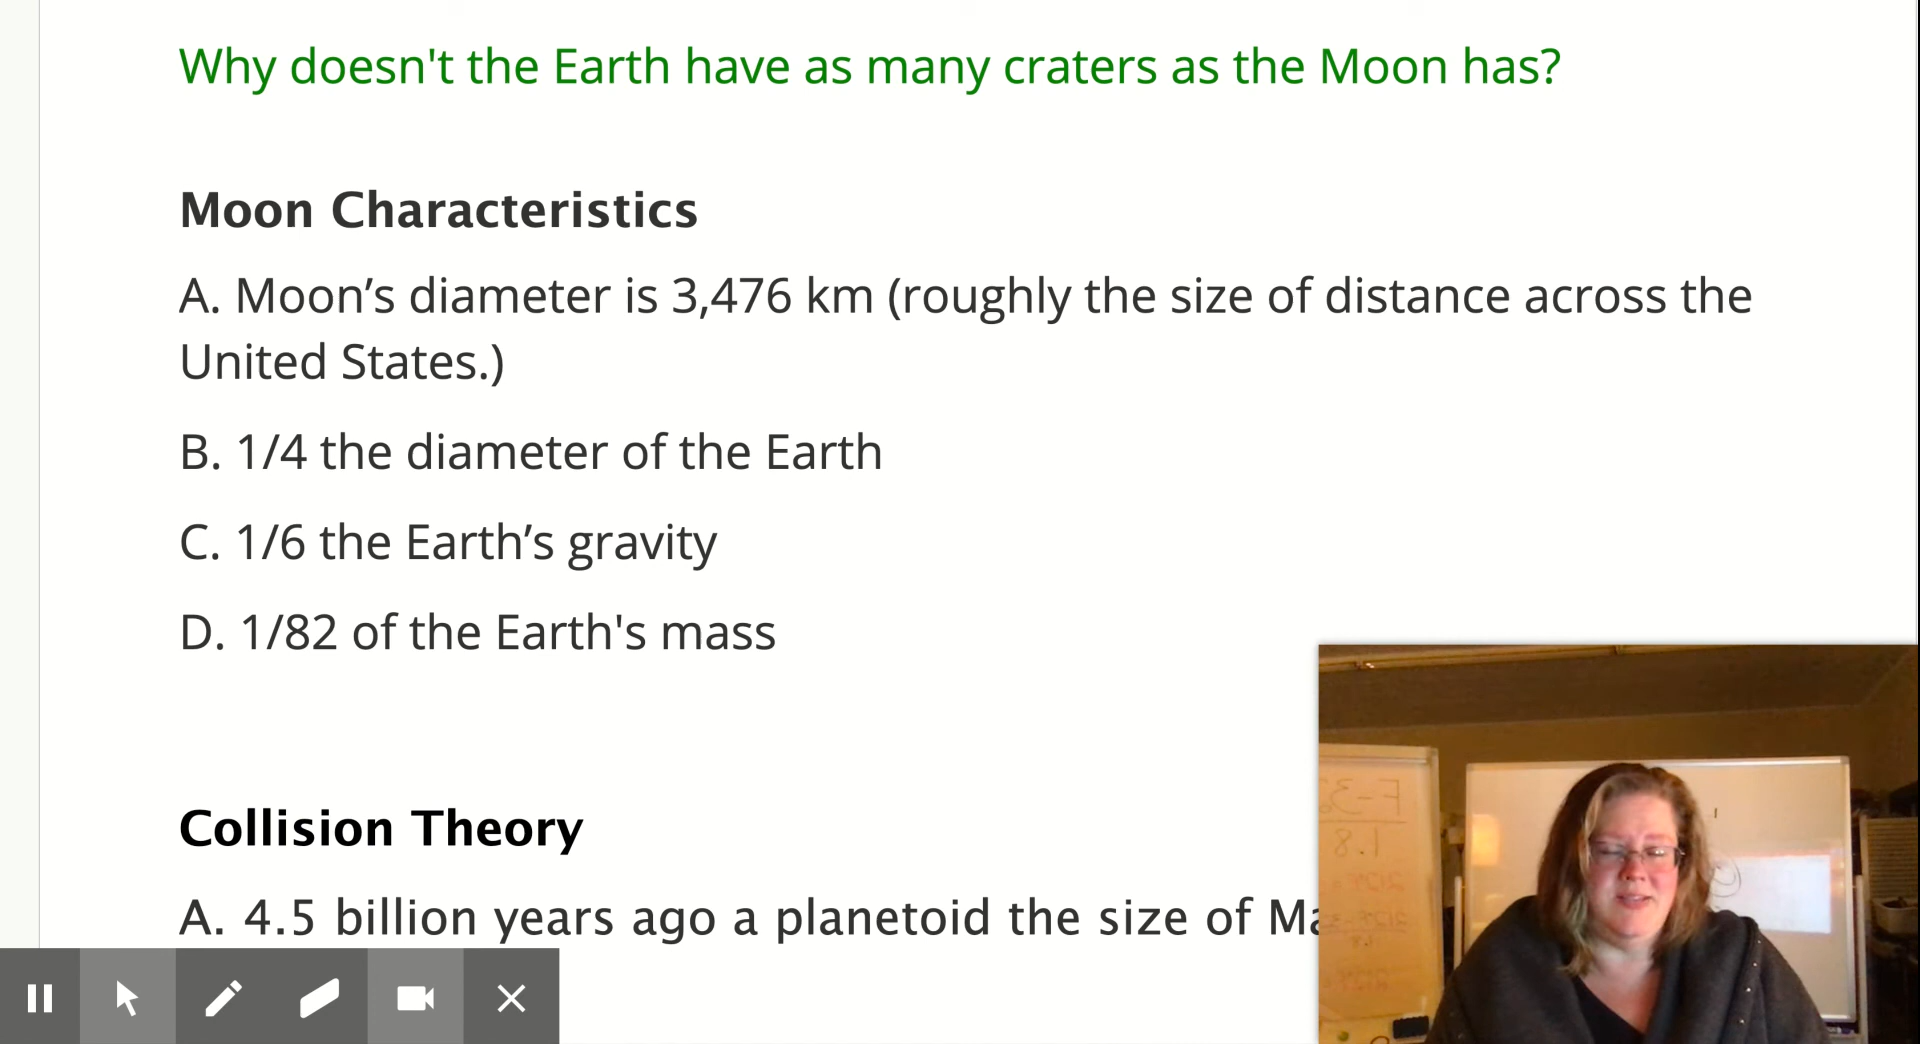 Why doesn't the Earth have as many craters as the Moon has?
Moon Characteristics
A. Moon’s diameter is 3,476 km (roughly the size of distance across the
United States.)
B. 1/4 the diameter of the Earth
C. 1/6 the Earth’s gravity
D. 1/82 of the Earth's mass
Collision Theory
A. 4.5 billion years ago a planetoid the size of
F-32
1.8